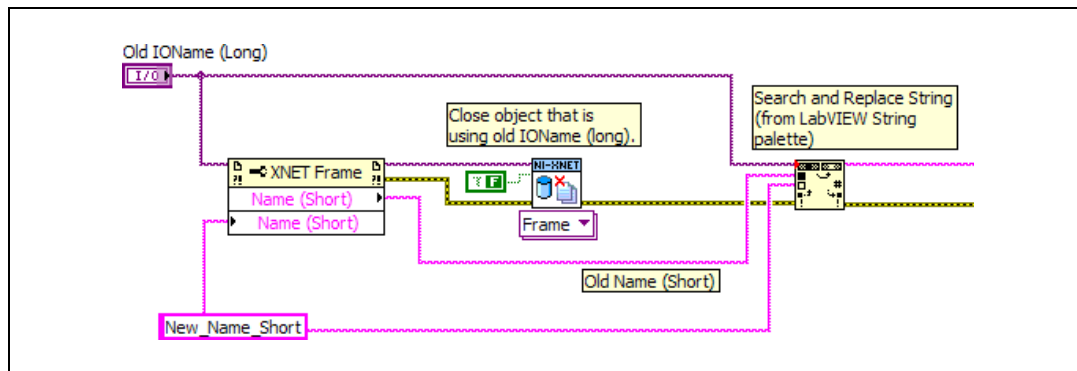 Old IOName (Long)
I/O
Close object that is
using old IOName (long).
Search and Replace String
(from LabVIEW String
palette)
XNET Frame
Name (Short)
Name (Short)
?
F
NI-XNET
Frame
Old Name (Short)
New_Name_Short